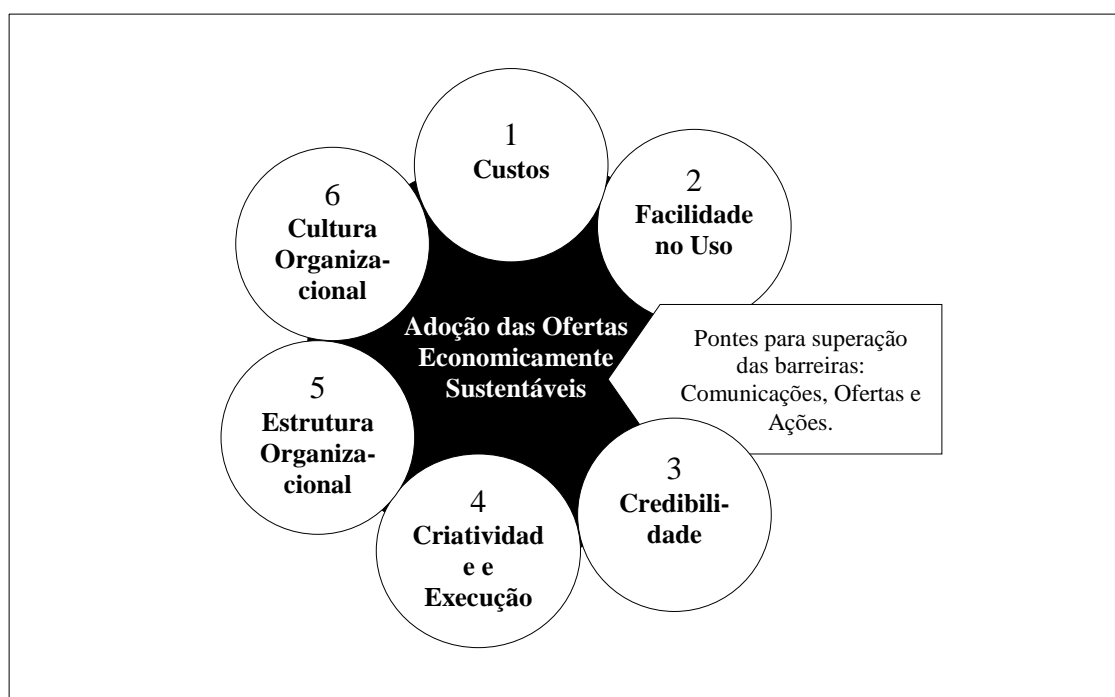 1
Custos
2
Facilidade
no Uso
6
Cultura
Organiza-
cional
Adoção das Ofertas
Economicamente
Sustentáveis
Pontes para superação
das barreiras:
Comunicações, Ofertas e
Ações.
5
Estrutura
Organiza-
cional
3
Credibili-
dade
4
Criatividad
e e
Execução